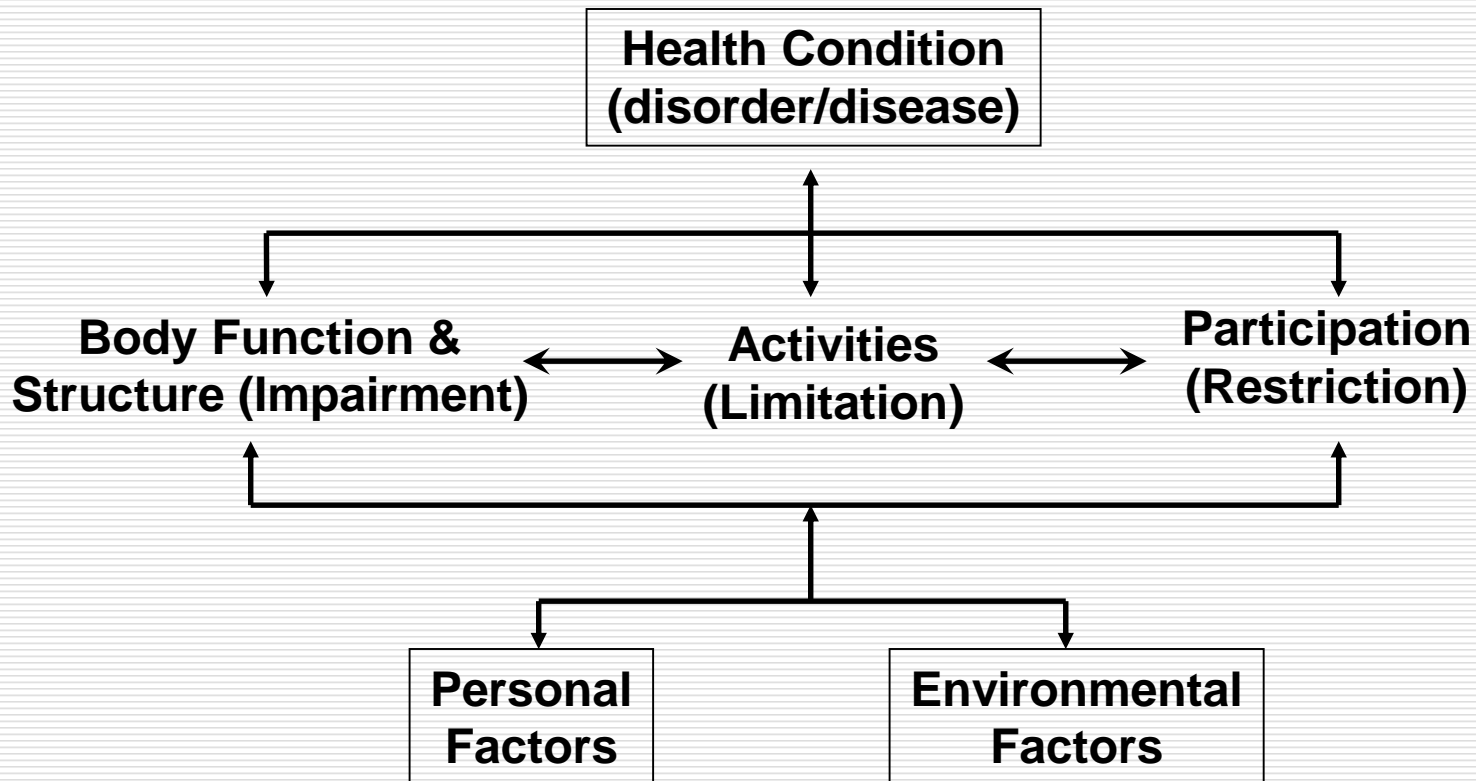 Health Condition
(disorder/disease)
Body Function &
Structure (Impairment)
Activities
(Limitation)
Participation
(Restriction)
Personal
Factors
Environmental
Factors